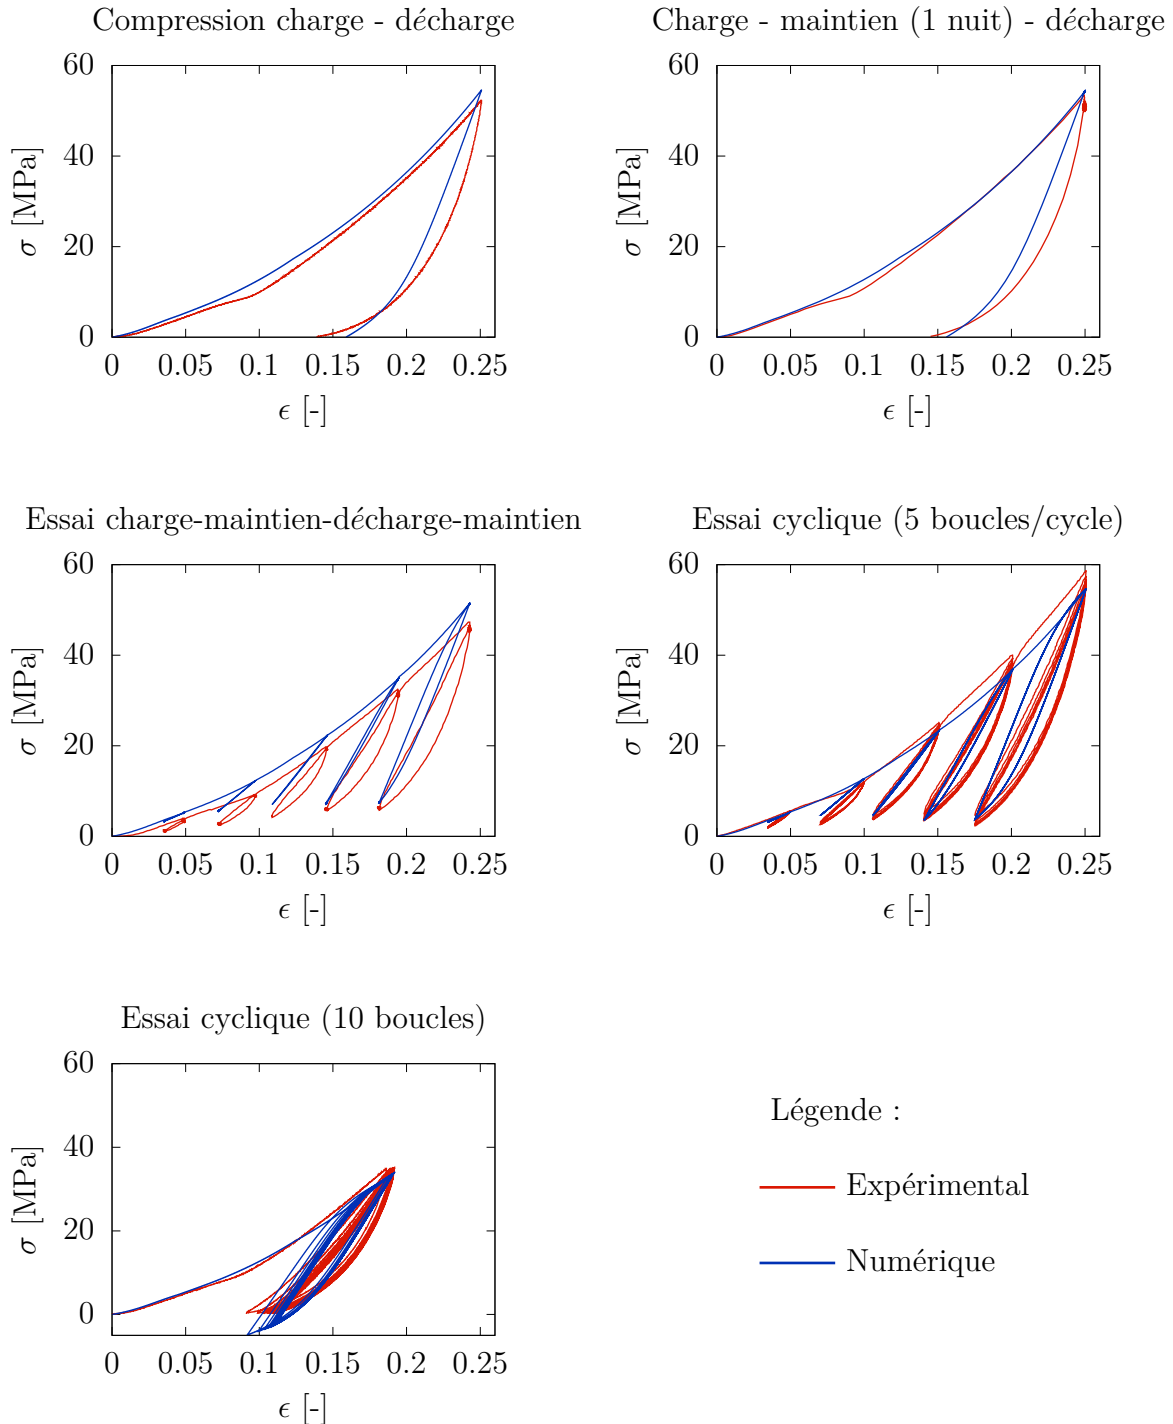 Compression charge - décharge
60
40
20
0
σ [MPa]
0 0.05 0.1 0.15 0.2 0.25
ϵ [-]
Charge - maintien (1 nuit) - décharge
60
40
20
0
σ [MPa]
0 0.05 0.1 0.15 0.2 0.25
ϵ [-]
Essai charge-maintien-décharge-maintien
60
40
20
0
σ [MPa]
0 0.05 0.1 0.15 0.2 0.25
ϵ [-]
Essai cyclique (5 boucles/cycle)
60
40
20
0
σ [MPa]
0 0.05 0.1 0.15 0.2 0.25
ϵ [-]
Essai cyclique (10 boucles)
60
40
20
0
σ [MPa]
0 0.05 0.1 0.15 0.2 0.25
ϵ [-]
Légende :
Expérimental
Numérique